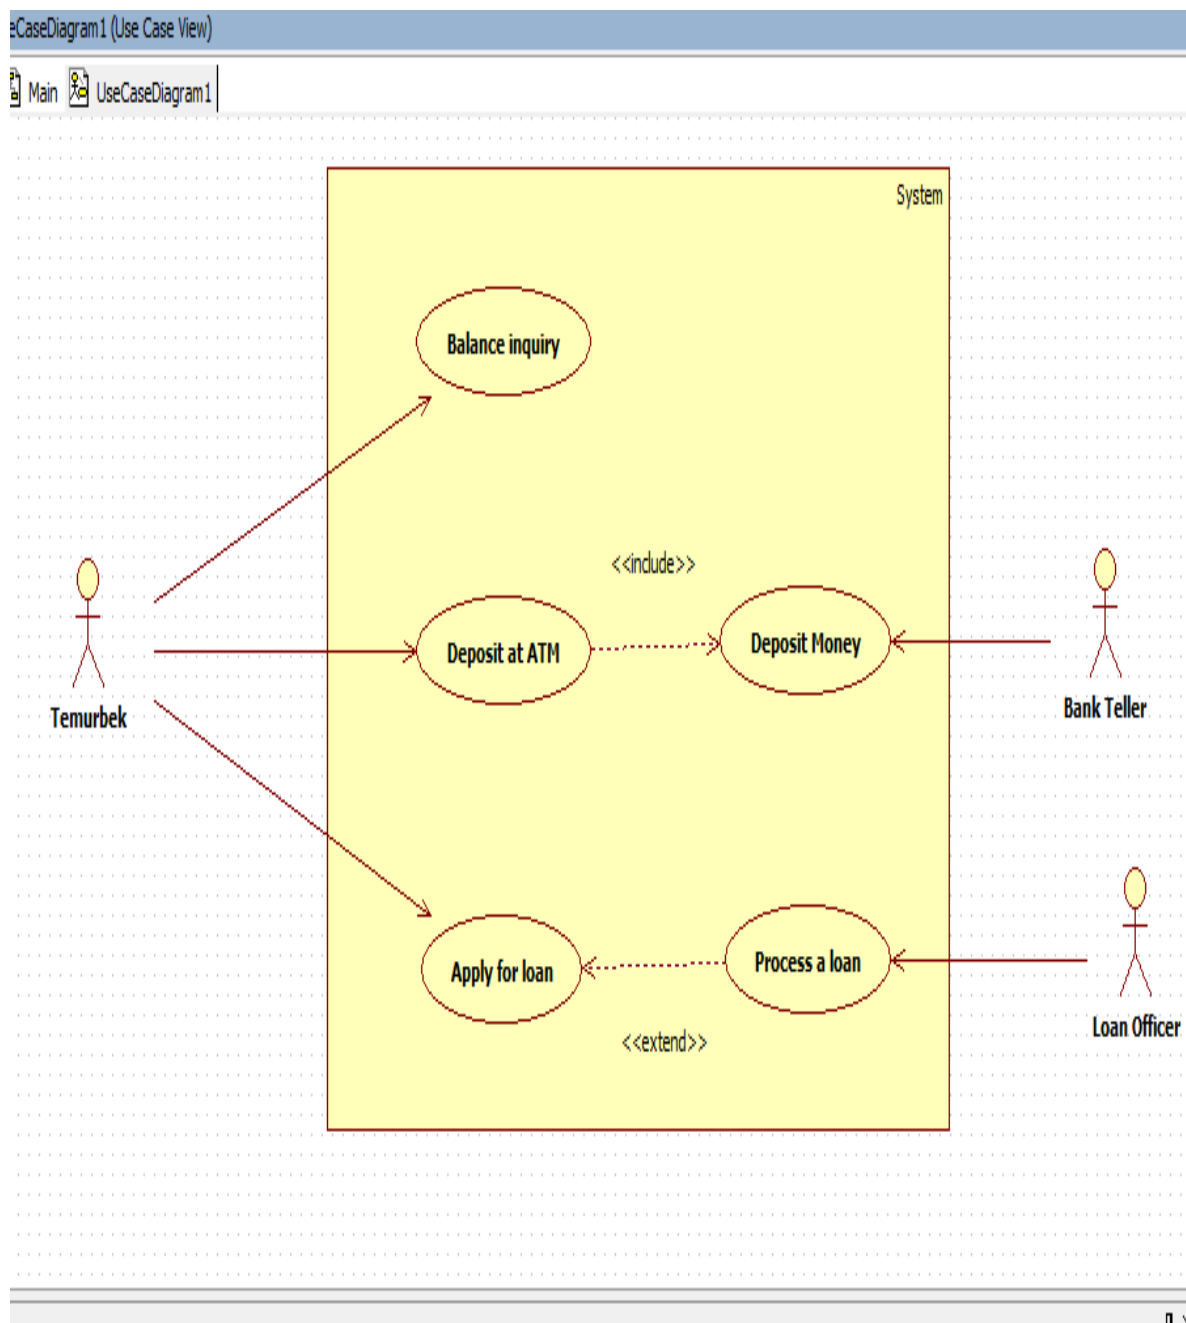 eCaseDiagram1 (Use Case View)
Main UseCaseDiagram1
System
Balance inquiry
<<include>>
Deposit at ATM
Deposit Money
Temurbek
Bank Teller
Apply for loan
Process a loan
<<extend>>
Loan Officer